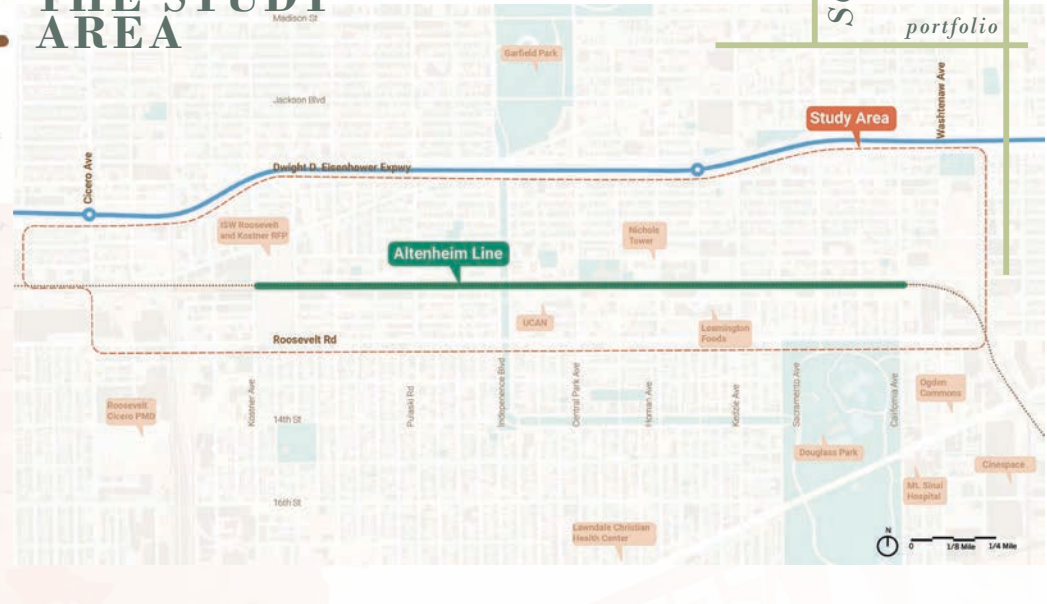 THE STUDY
AREA
portfolio
Madison St
Garfield Park
Jackson Blvd
Washtenaw Ave
Study Area
Cicero Ave
Dwight D. Eisenhower Expwy
ISW Roosevelt
and Kostner RFP
Nichole
Tower
Altenheim Line
UCAN
Leamington
Foods
Roosevelt Rd
Roosevelt
Cicero PMD
Kostner Ave
Pulaski Rd
Independence Blvd
Central Park Ave
Homan Ave
Kedzie Ave
Sacramento Ave
California Ave
Ogden
Commons
14th St
Douglass Park
Cinespace
Mt. Sinai
Hospital
16th St
Lawndale Christian
Health Center
N
0 1/8 Mile 1/4 Mile